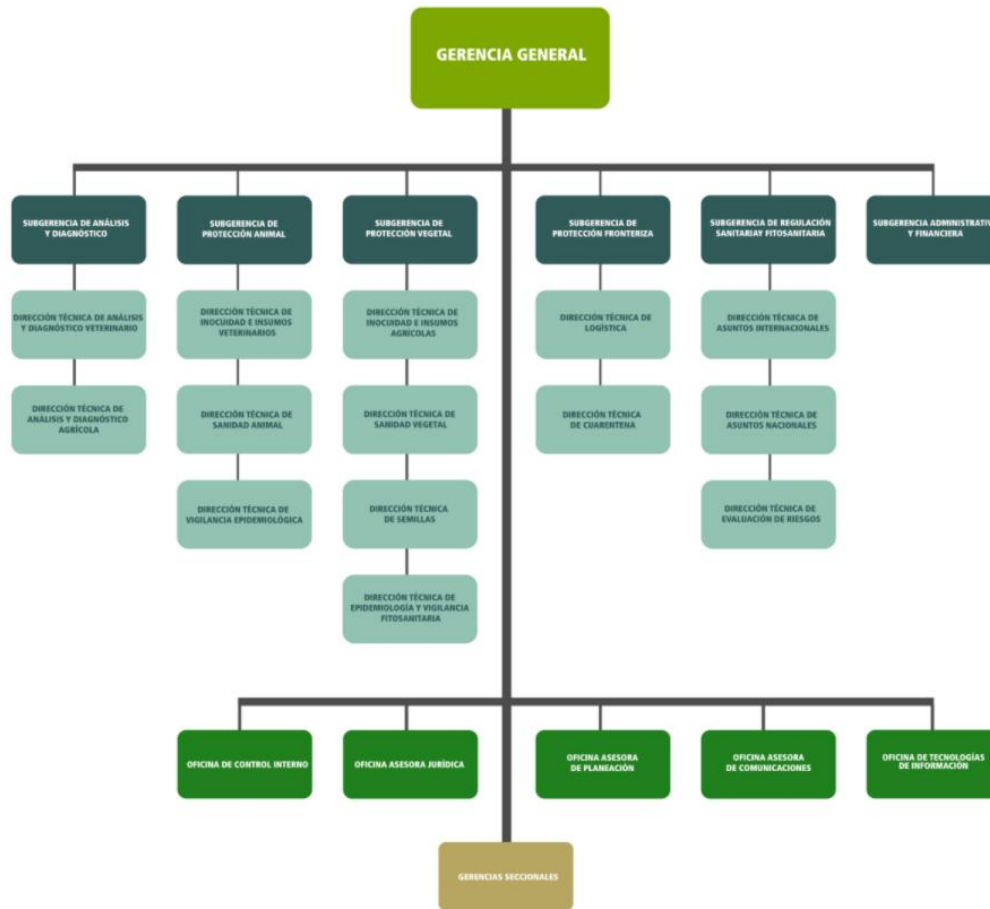 GERENCIA GENERAL
SUBGERENCIA DE ANÁLISIS
Y DIAGNÓSTICO
SUBGERENCIA DE
PROTECCIÓN ANIMAL
SUBGERENCIA DE
PROTECCIÓN VEGETAL
SUBGERENCIA DE
PROTECCIÓN FRONTERIZA
SUBGERENCIA DE REGULACIÓN
SANITARIAY FITOSANITARIA
SUBGERENCIA ADMINISTRATIV
Y FINANCIERA
DIRECCIÓN TÉCNICA DE ANÁLISIS
Y DIAGNÓSTICO VETERINARIO
DIRECCIÓN TÉCNICA DE
INOCUIDAD E INSUMOS
VETERINARIOS
DIRECCIÓN TÉCNICA DE
INOCUIDAD E INSUMOS
AGRÍCOLAS
DIRECCIÓN TÉCNICA DE
LOGÍSTICA
DIRECCIÓN TÉCNICA DE
ASUNTOS INTERNACIONALES
DIRECCIÓN TÉCNICA DE
ANÁLISIS Y DIAGNÓSTICO
AGRÍCOLA
DIRECCIÓN TÉCNICA DE
SANIDAD ANIMAL
DIRECCIÓN TÉCNICA DE
SANIDAD VEGETAL
DIRECCIÓN TÉCNICA
DE CUARENTENA
DIRECCIÓN TÉCNICA DE
ASUNTOS NACIONALES
DIRECCIÓN TÉCNICA DE
VIGILANCIA EPIDEMIOLÓGICA
DIRECCIÓN TÉCNICA
DE SEMILLAS
DIRECCIÓN TÉCNICA DE
EVALUACIÓN DE RIESGOS
DIRECCIÓN TÉCNICA DE
EPIDEMIOLOGÍA Y VIGILANCIA
FITOSANITARIA
OFICINA DE CONTROL INTERNO
OFICINA ASESORA JURÍDICA
OFICINA ASESORA
DE PLANEACIÓN
OFICINA ASESORA
DE COMUNICACIONES
OFICINA DE TECNOLOGÍAS
DE INFORMACIÓN
GERENCIAS SECCIONALES